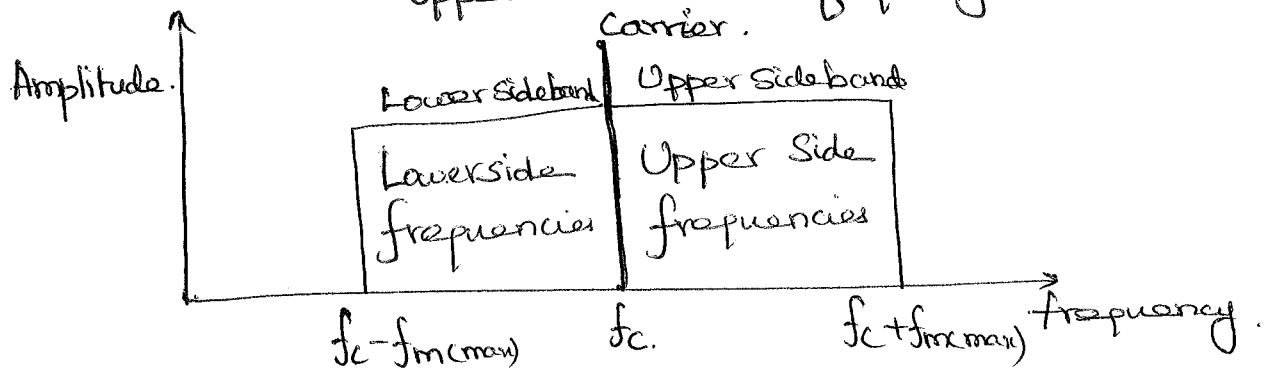 Carrier.
Amplitude.
Lower sideband Upper sideband
Lowerside Upper Side
frequencies frequencies
fc-fm(max) fc. fc+fm(max) frequency.